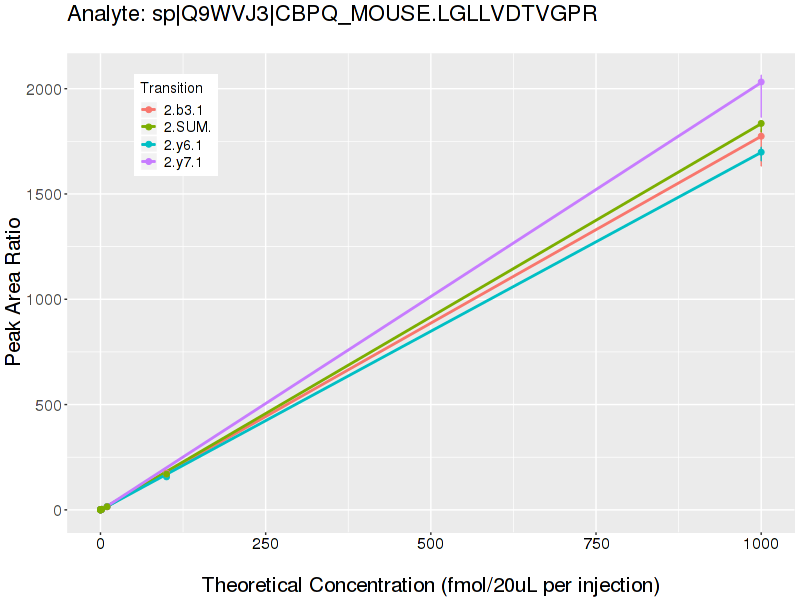 Analyte: sp|Q9WVJ3|CBPQ_MOUSE.LGLLVDTVGPR
Transition
2.b3.1
2.SUM.
2.y6.1
2.y7.1
2000
1500
1000
500
0
Peak Area Ratio
0 250 500 750 1000
Theoretical Concentration (fmol/20uL per injection)